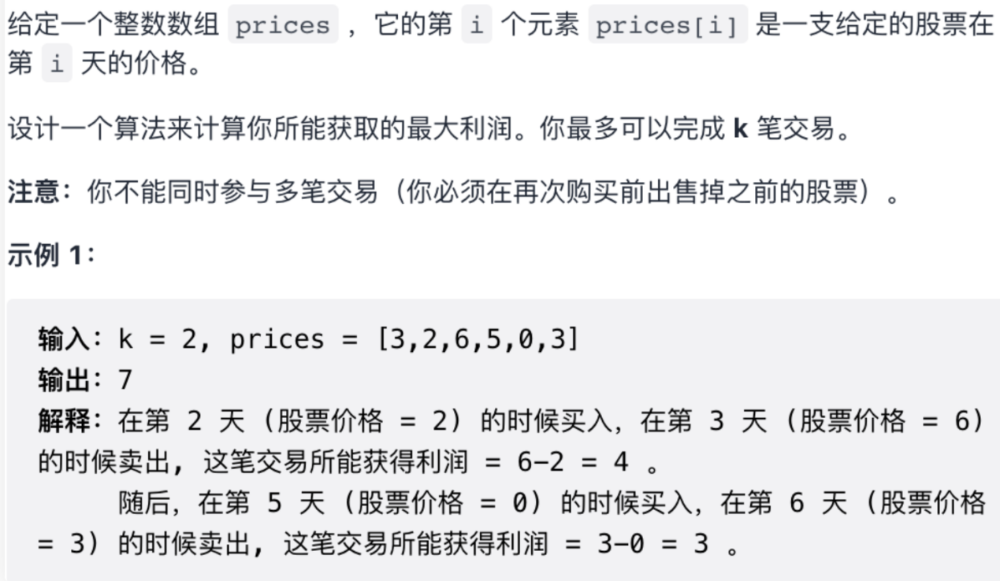 给定一个整数数组 prices ，它的第 i 个元素 prices[i] 是一支给定的股票在
第 i 天的价格。
设计一个算法来计算你所能获取的最大利润。你最多可以完成 k 笔交易。
注意：你不能同时参与多笔交易（你必须在再次购买前出售掉之前的股票）。
示例 1：
输入：k = 2, prices = [3,2,6,5,0,3]
输出：7
解释：在第 2 天 (股票价格 = 2) 的时候买入，在第 3 天 (股票价格 = 6)
的时候卖出, 这笔交易所能获得利润 = 6-2 = 4 。
随后，在第 5 天 (股票价格 = 0) 的时候买入，在第 6 天 (股票价格
= 3) 的时候卖出, 这笔交易所能获得利润 = 3-0 = 3 。